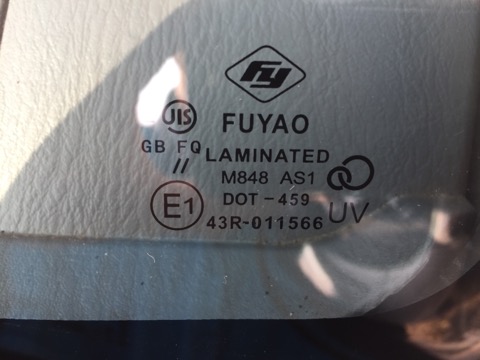 fy
JIS
FUYAO
GB FQ
// LAMINATED
M848 AS1
DOT-459
E1 43R-011566 UV